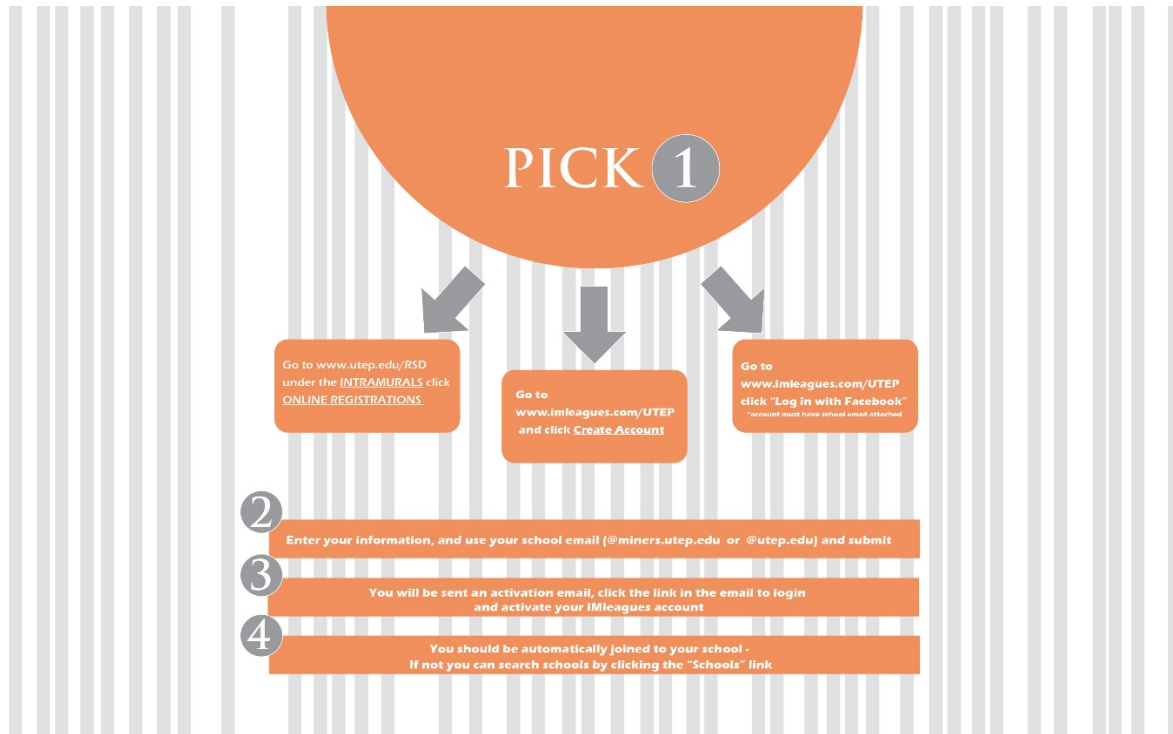 PICK 1
Go to www.utep.edu/RSD
under the INTRAMURALS click
ONLINE REGISTRATIONS
Go to
www.imleagues.com/UTEP
and click Create Account
Go to
www.imleagues.com/UTEP
click "Log in with Facebook"
*account must have school email attached
2
Enter your information, and use your school email (@miners.utep.edu or @utep.edu) and submit
3
You will be sent an activation email, click the link in the email to login
and activate your IMleagues account
4
You should be automatically joined to your school -
If not you can search schools by clicking the "Schools" link